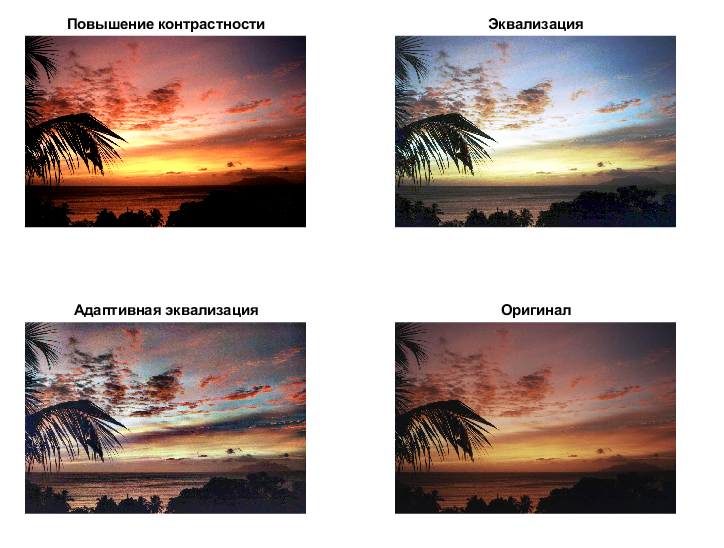 Повышение контрастности
Эквализация
Адаптивная эквализация
Оригинал